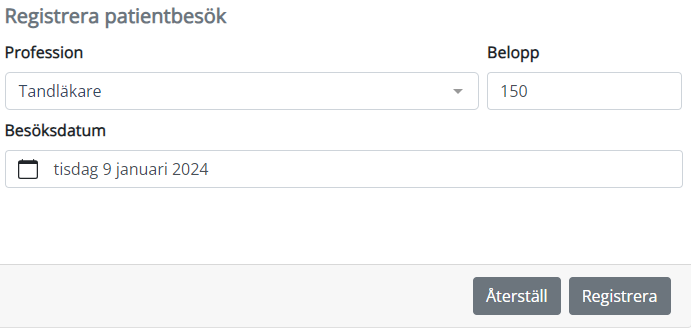 Registrera patientbesök
Profession Belopp
Tandläkare 150
Besöksdatum
tisdag 9 januari 2024
Återställ Registrera